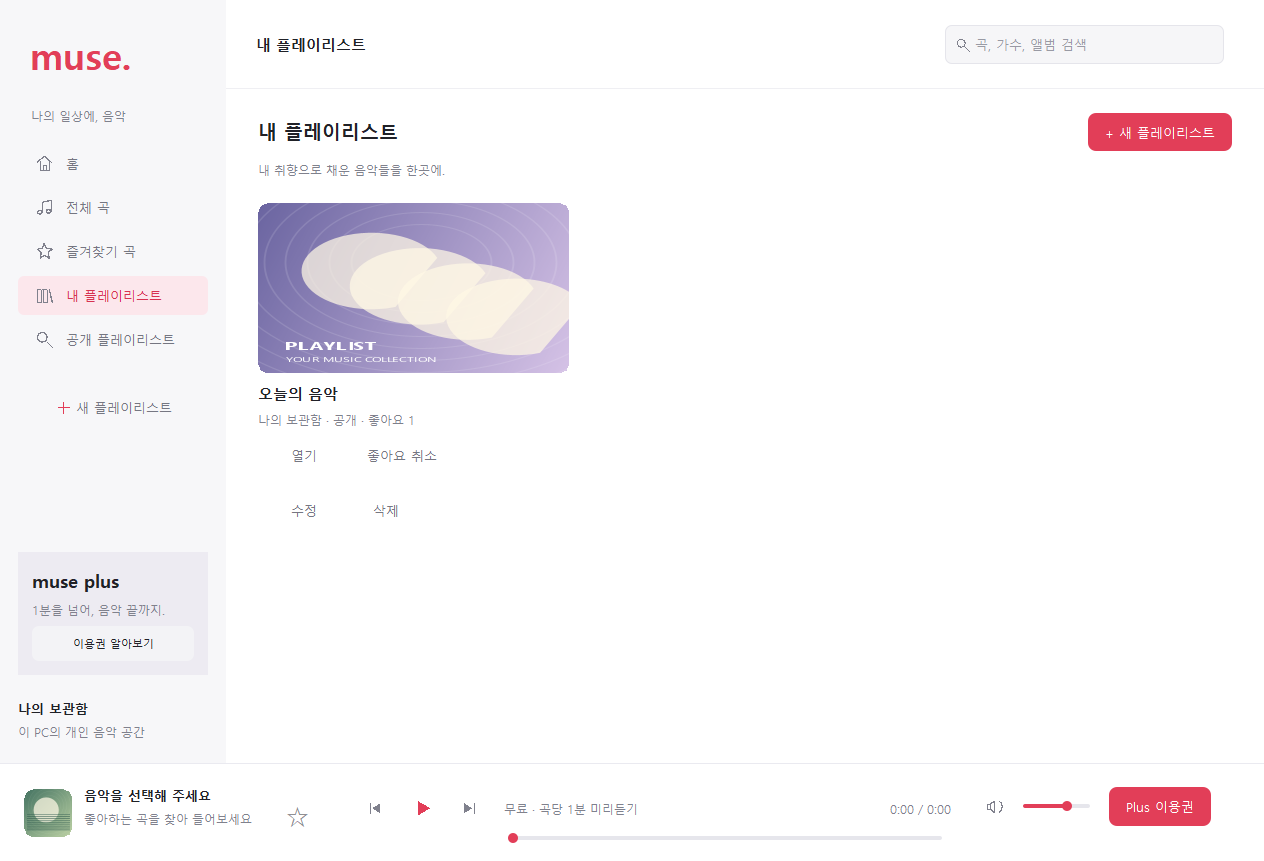 muse.
나의 일상에, 음악
홈
전체 곡
즐겨찾기 곡
내 플레이리스트
공개 플레이리스트
새 플레이리스트
muse plus
1분을 넘어, 음악 끝까지.
이용권 알아보기
나의 보관함
이 PC의 개인 음악 공간
내 플레이리스트
곡, 가수, 앨범 검색
내 플레이리스트
+ 새 플레이리스트
내 취향으로 채운 음악들을 한곳에.
PLAYLIST
YOUR MUSIC COLLECTION
오늘의 음악
나의 보관함 · 공개 · 좋아요 1
열기 좋아요 취소
수정 삭제
음악을 선택해 주세요
좋아하는 곡을 찾아 들어보세요
무료 · 곡당 1분 미리듣기
0:00 / 0:00
Plus 이용권